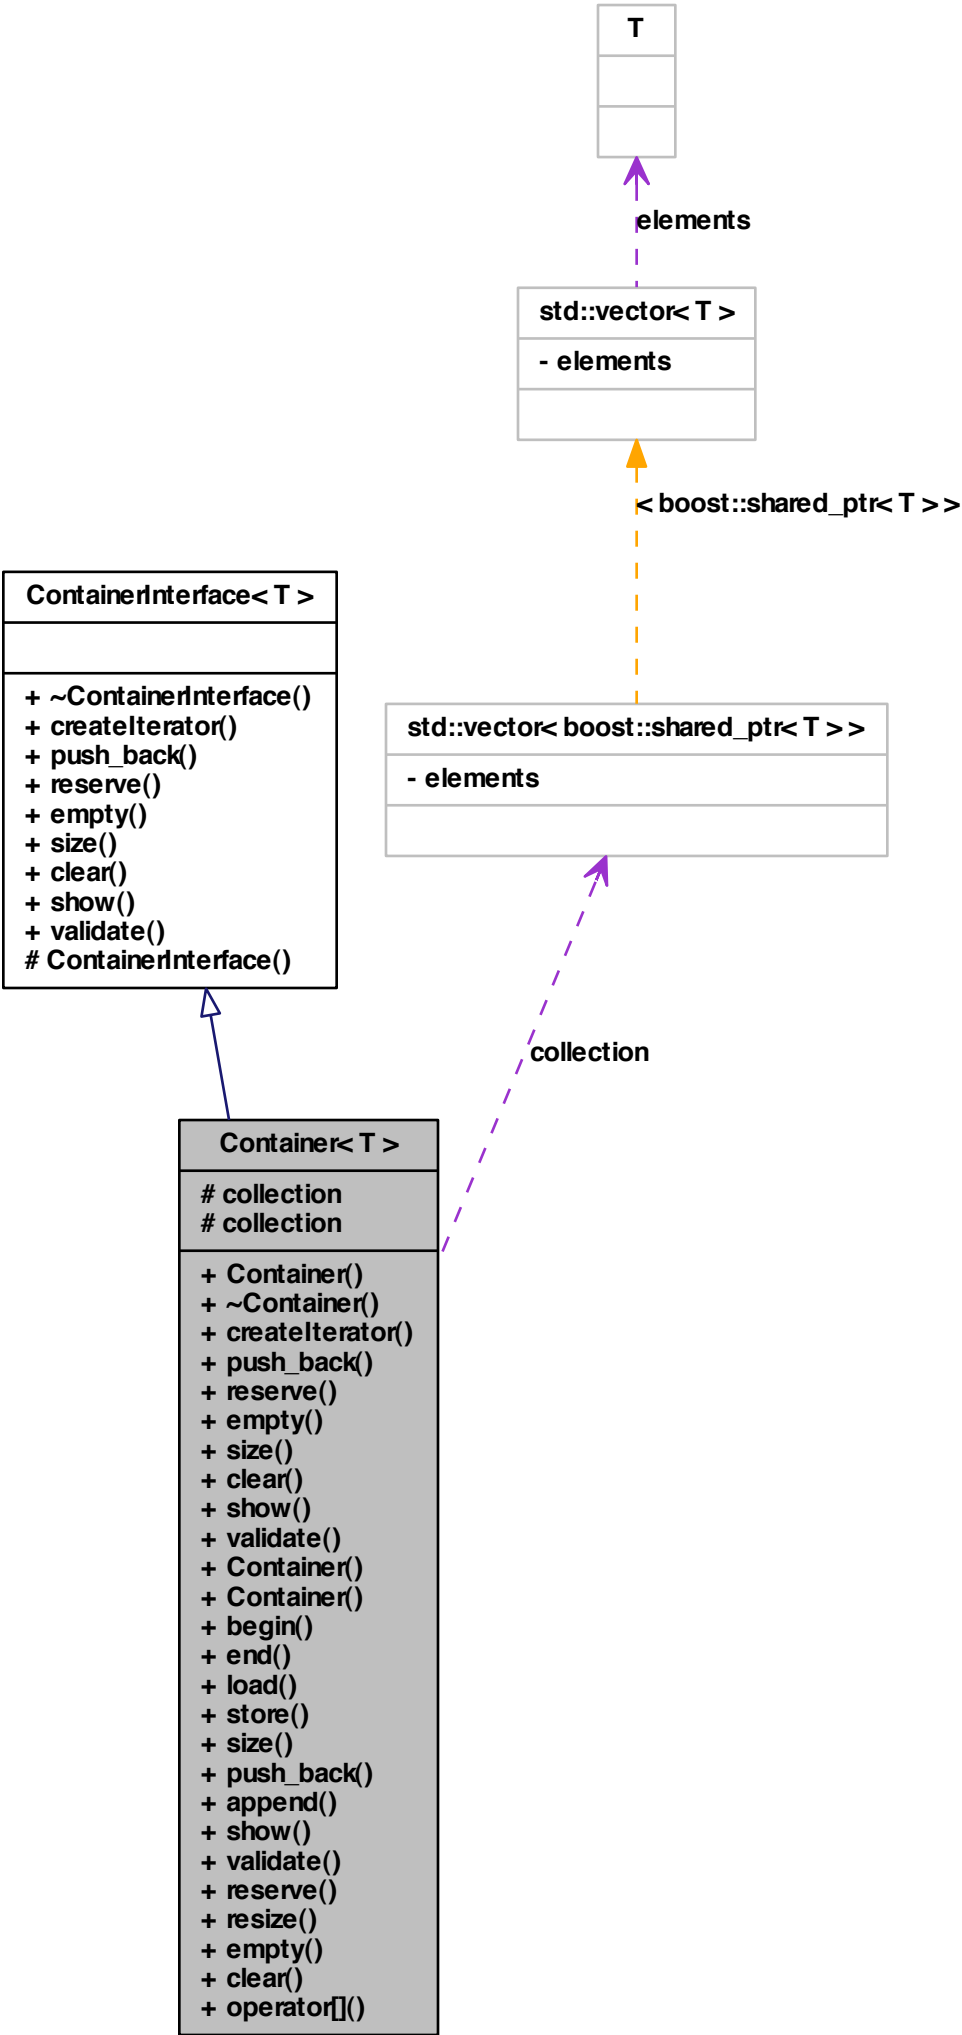 T
elements
std::vector< T >
- elements
< boost::shared_ptr< T > >
ContainerInterface< T >
+ ~ContainerInterface()
+ createIterator()
+ push_back()
+ reserve()
+ empty()
+ size()
+ clear()
+ show()
+ validate()
# ContainerInterface()
std::vector< boost::shared_ptr< T > >
- elements
collection
Container< T >
# collection
# collection
+ Container()
+ ~Container()
+ createIterator()
+ push_back()
+ reserve()
+ empty()
+ size()
+ clear()
+ show()
+ validate()
+ Container()
+ Container()
+ begin()
+ end()
+ load()
+ store()
+ size()
+ push_back()
+ append()
+ show()
+ validate()
+ reserve()
+ resize()
+ empty()
+ clear()
+ operator[]()